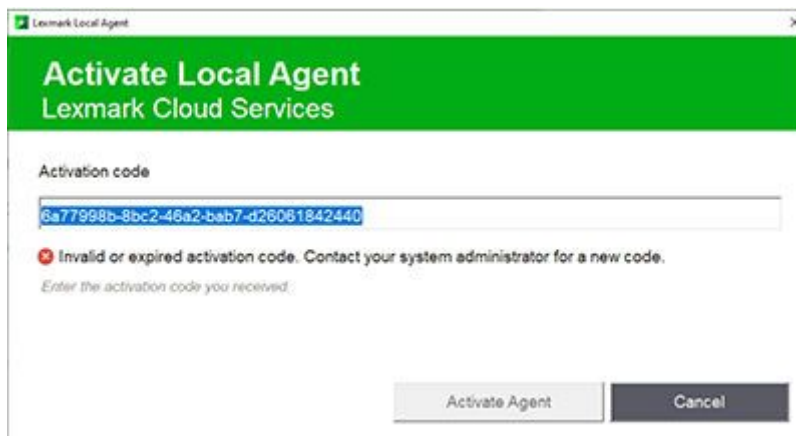 Lexmark Local Agent
Activate Local Agent
Lexmark Cloud Services
Activation code
6a77998b-8bc2-46a2-bab7-d26061842440
Invalid or expired activation code. Contact your system administrator for a new code.
Enter the activation code you received
Activate Agent
Cancel